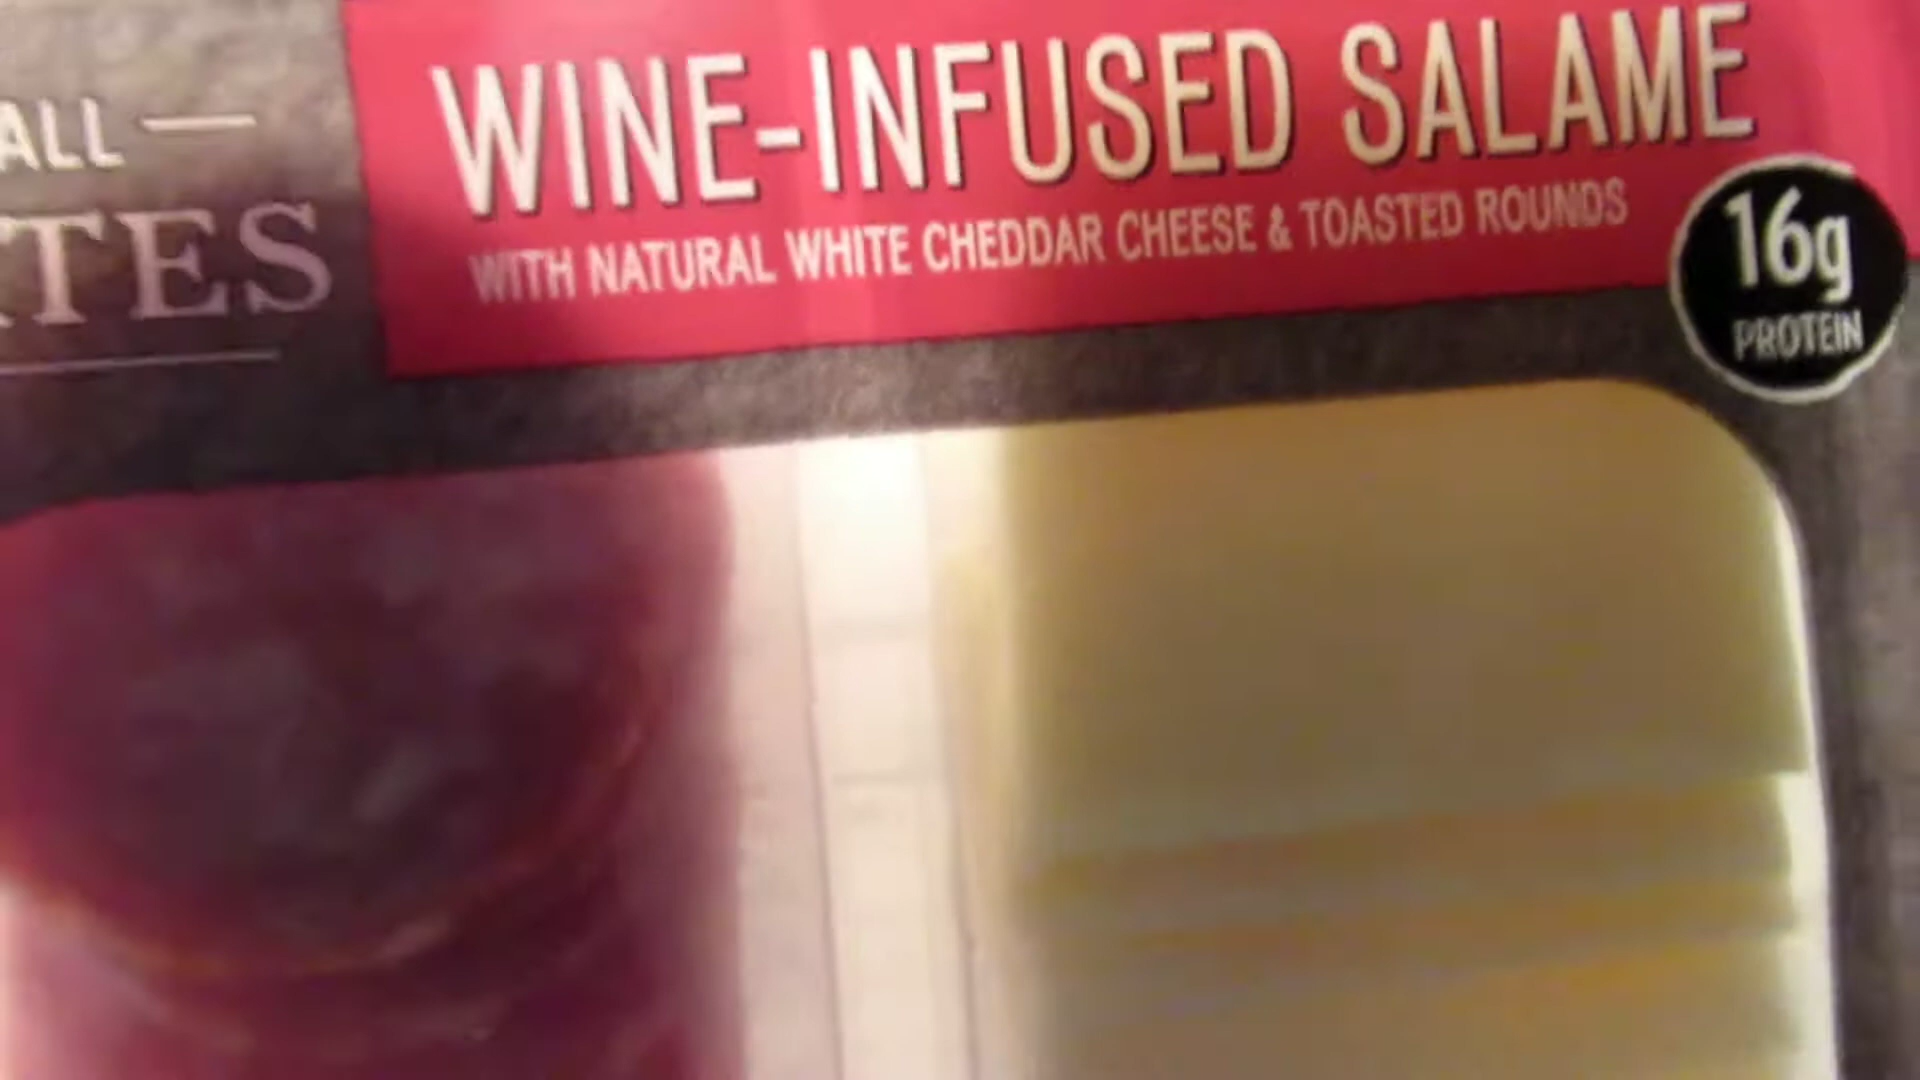 ALL
TES
WINE-INFUSED SALAME
WITH NATURAL WHITE CHEDDAR CHEESE & TOASTED ROUNDS
16g
PROTEIN